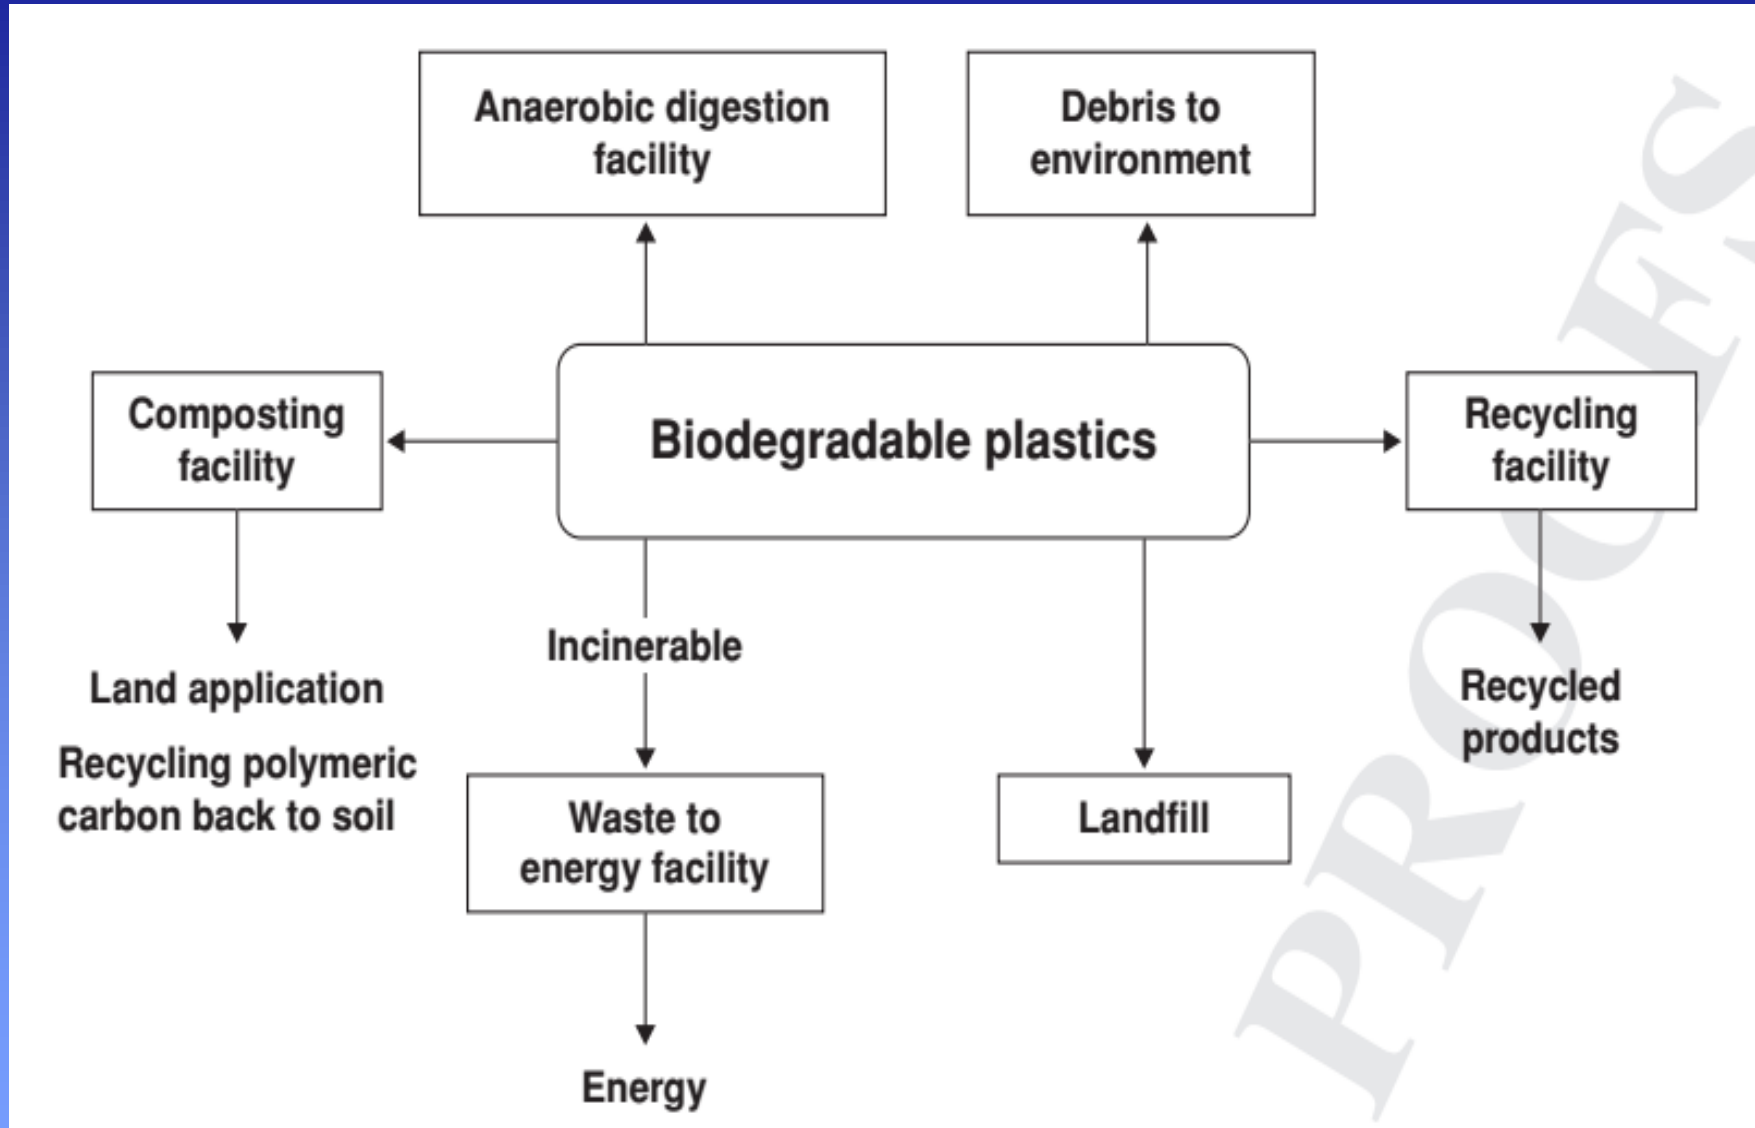 Anaerobic digestion
facility
Debris to
environment
Composting
facility
Biodegradable plastics
Recycling
facility
Incinerable
Land application
Recycling polymeric
carbon back to soil
Recycled
products
Waste to
energy facility
Landfill
Energy